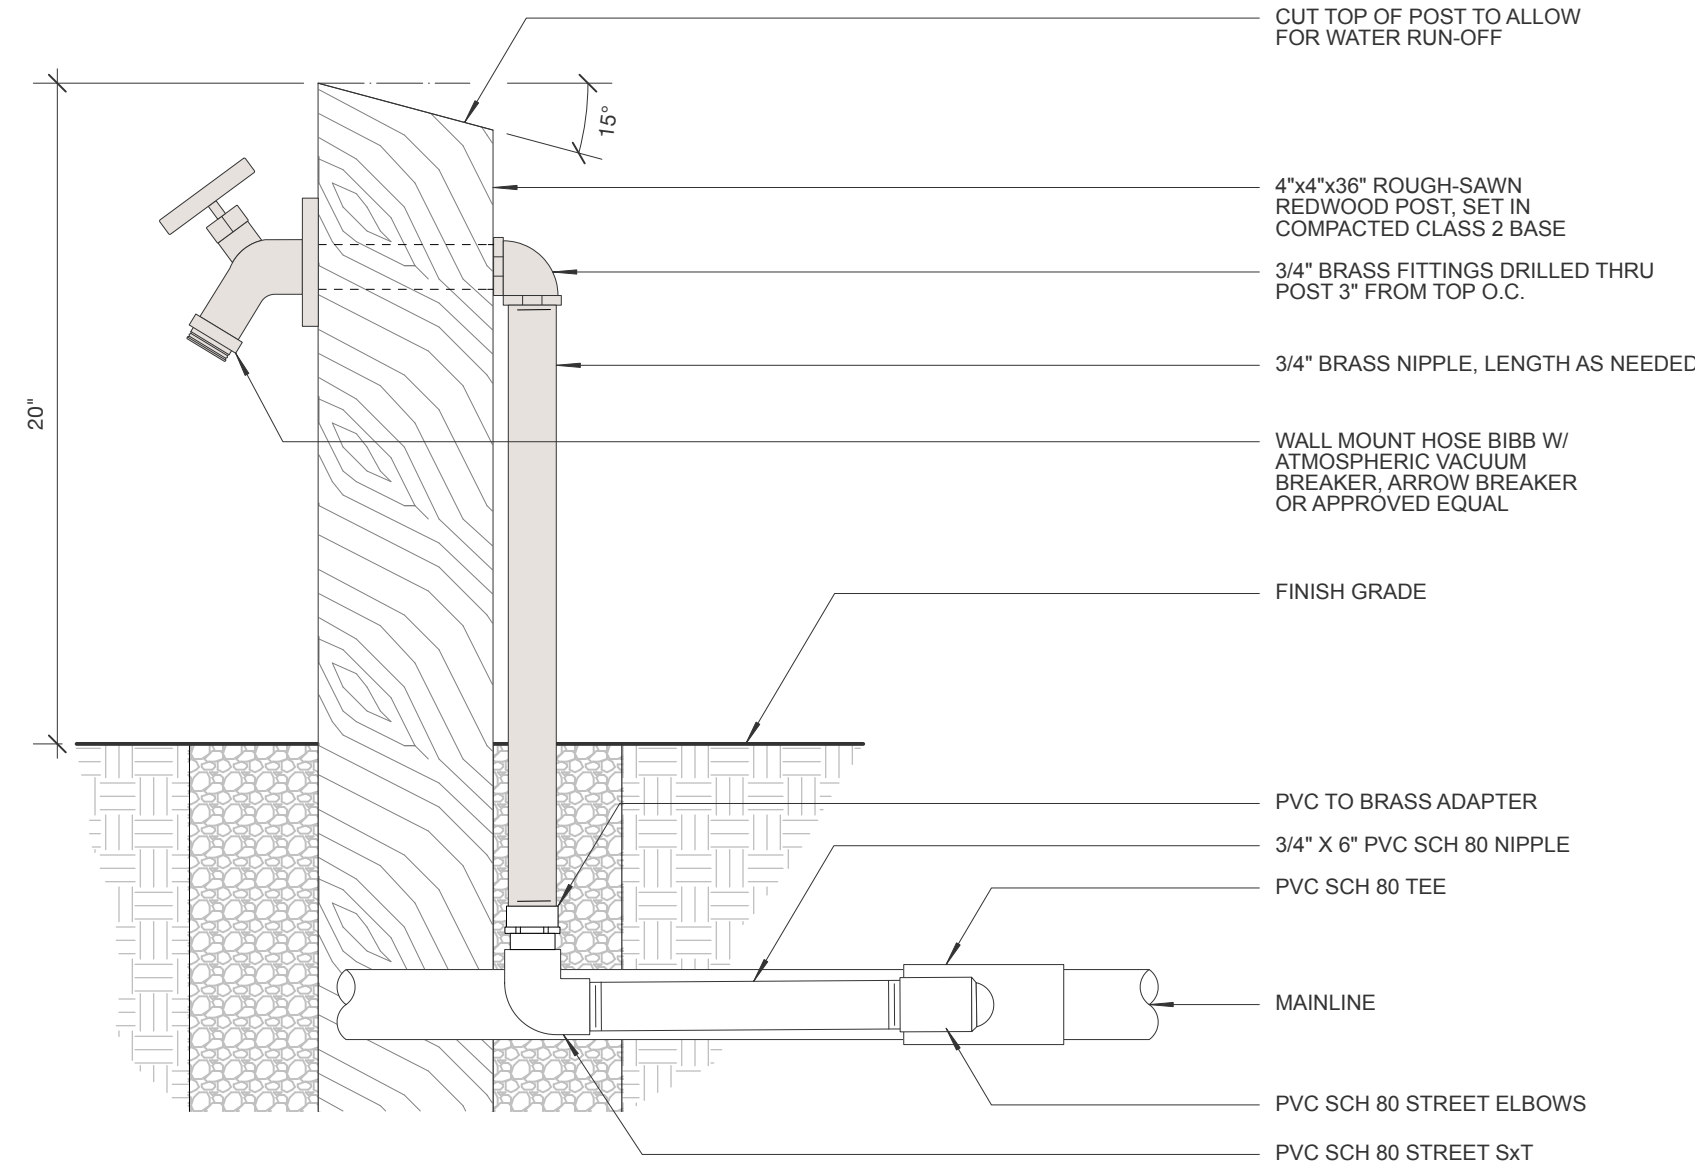 CUT TOP OF POST TO ALLOW
FOR WATER RUN-OFF
15°
4"x4"x36" ROUGH-SAWN
REDWOOD POST, SET IN
COMPACTED CLASS 2 BASE
3/4" BRASS FITTINGS DRILLED THRU
POST 3" FROM TOP O.C.
3/4" BRASS NIPPLE, LENGTH AS NEEDED
20"
WALL MOUNT HOSE BIBB W/
ATMOSPHERIC VACUUM
BREAKER, ARROW BREAKER
OR APPROVED EQUAL
FINISH GRADE
PVC TO BRASS ADAPTER
3/4" X 6" PVC SCH 80 NIPPLE
PVC SCH 80 TEE
MAINLINE
PVC SCH 80 STREET ELBOWS
PVC SCH 80 STREET SxT